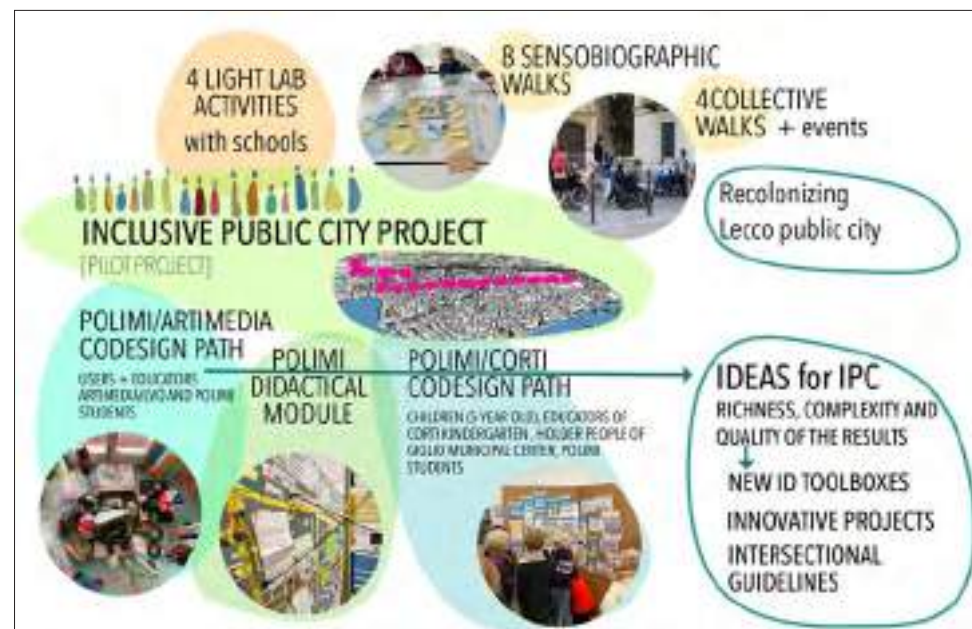 4 LIGHT LAB
ACTIVITIES
with schools
8 SENSOBIOGRAPHIC
WALKS
4COLLECTIVE
WALKS + events
Recolonizing
Lecco public city
INCLUSIVE PUBLIC CITY PROJECT
[PILOT PROJECT]
POLIMI/ARTIMEDIA
CODESIGN PATH
USERS + EDUCATORS
AND POLIMI
STUDENTS
POLIMI
DIDACTICAL
MODULE
POLIMI/CORTI
CODESIGN PATH
CHILDREN (5 YEAR OLD), EDUCATORS OF
CORTI KINDERGARTEN, HOLDER PEOPLE OF
GIGLIO MUNICIPAL CENTER, POLIMI
STUDENTS
IDEAS for IPC
RICHNESS, COMPLEXITY AND
QUALITY OF THE RESULTS
NEW ID TOOLBOXES
INNOVATIVE PROJECTS
INTERSECTIONAL
GUIDELINES